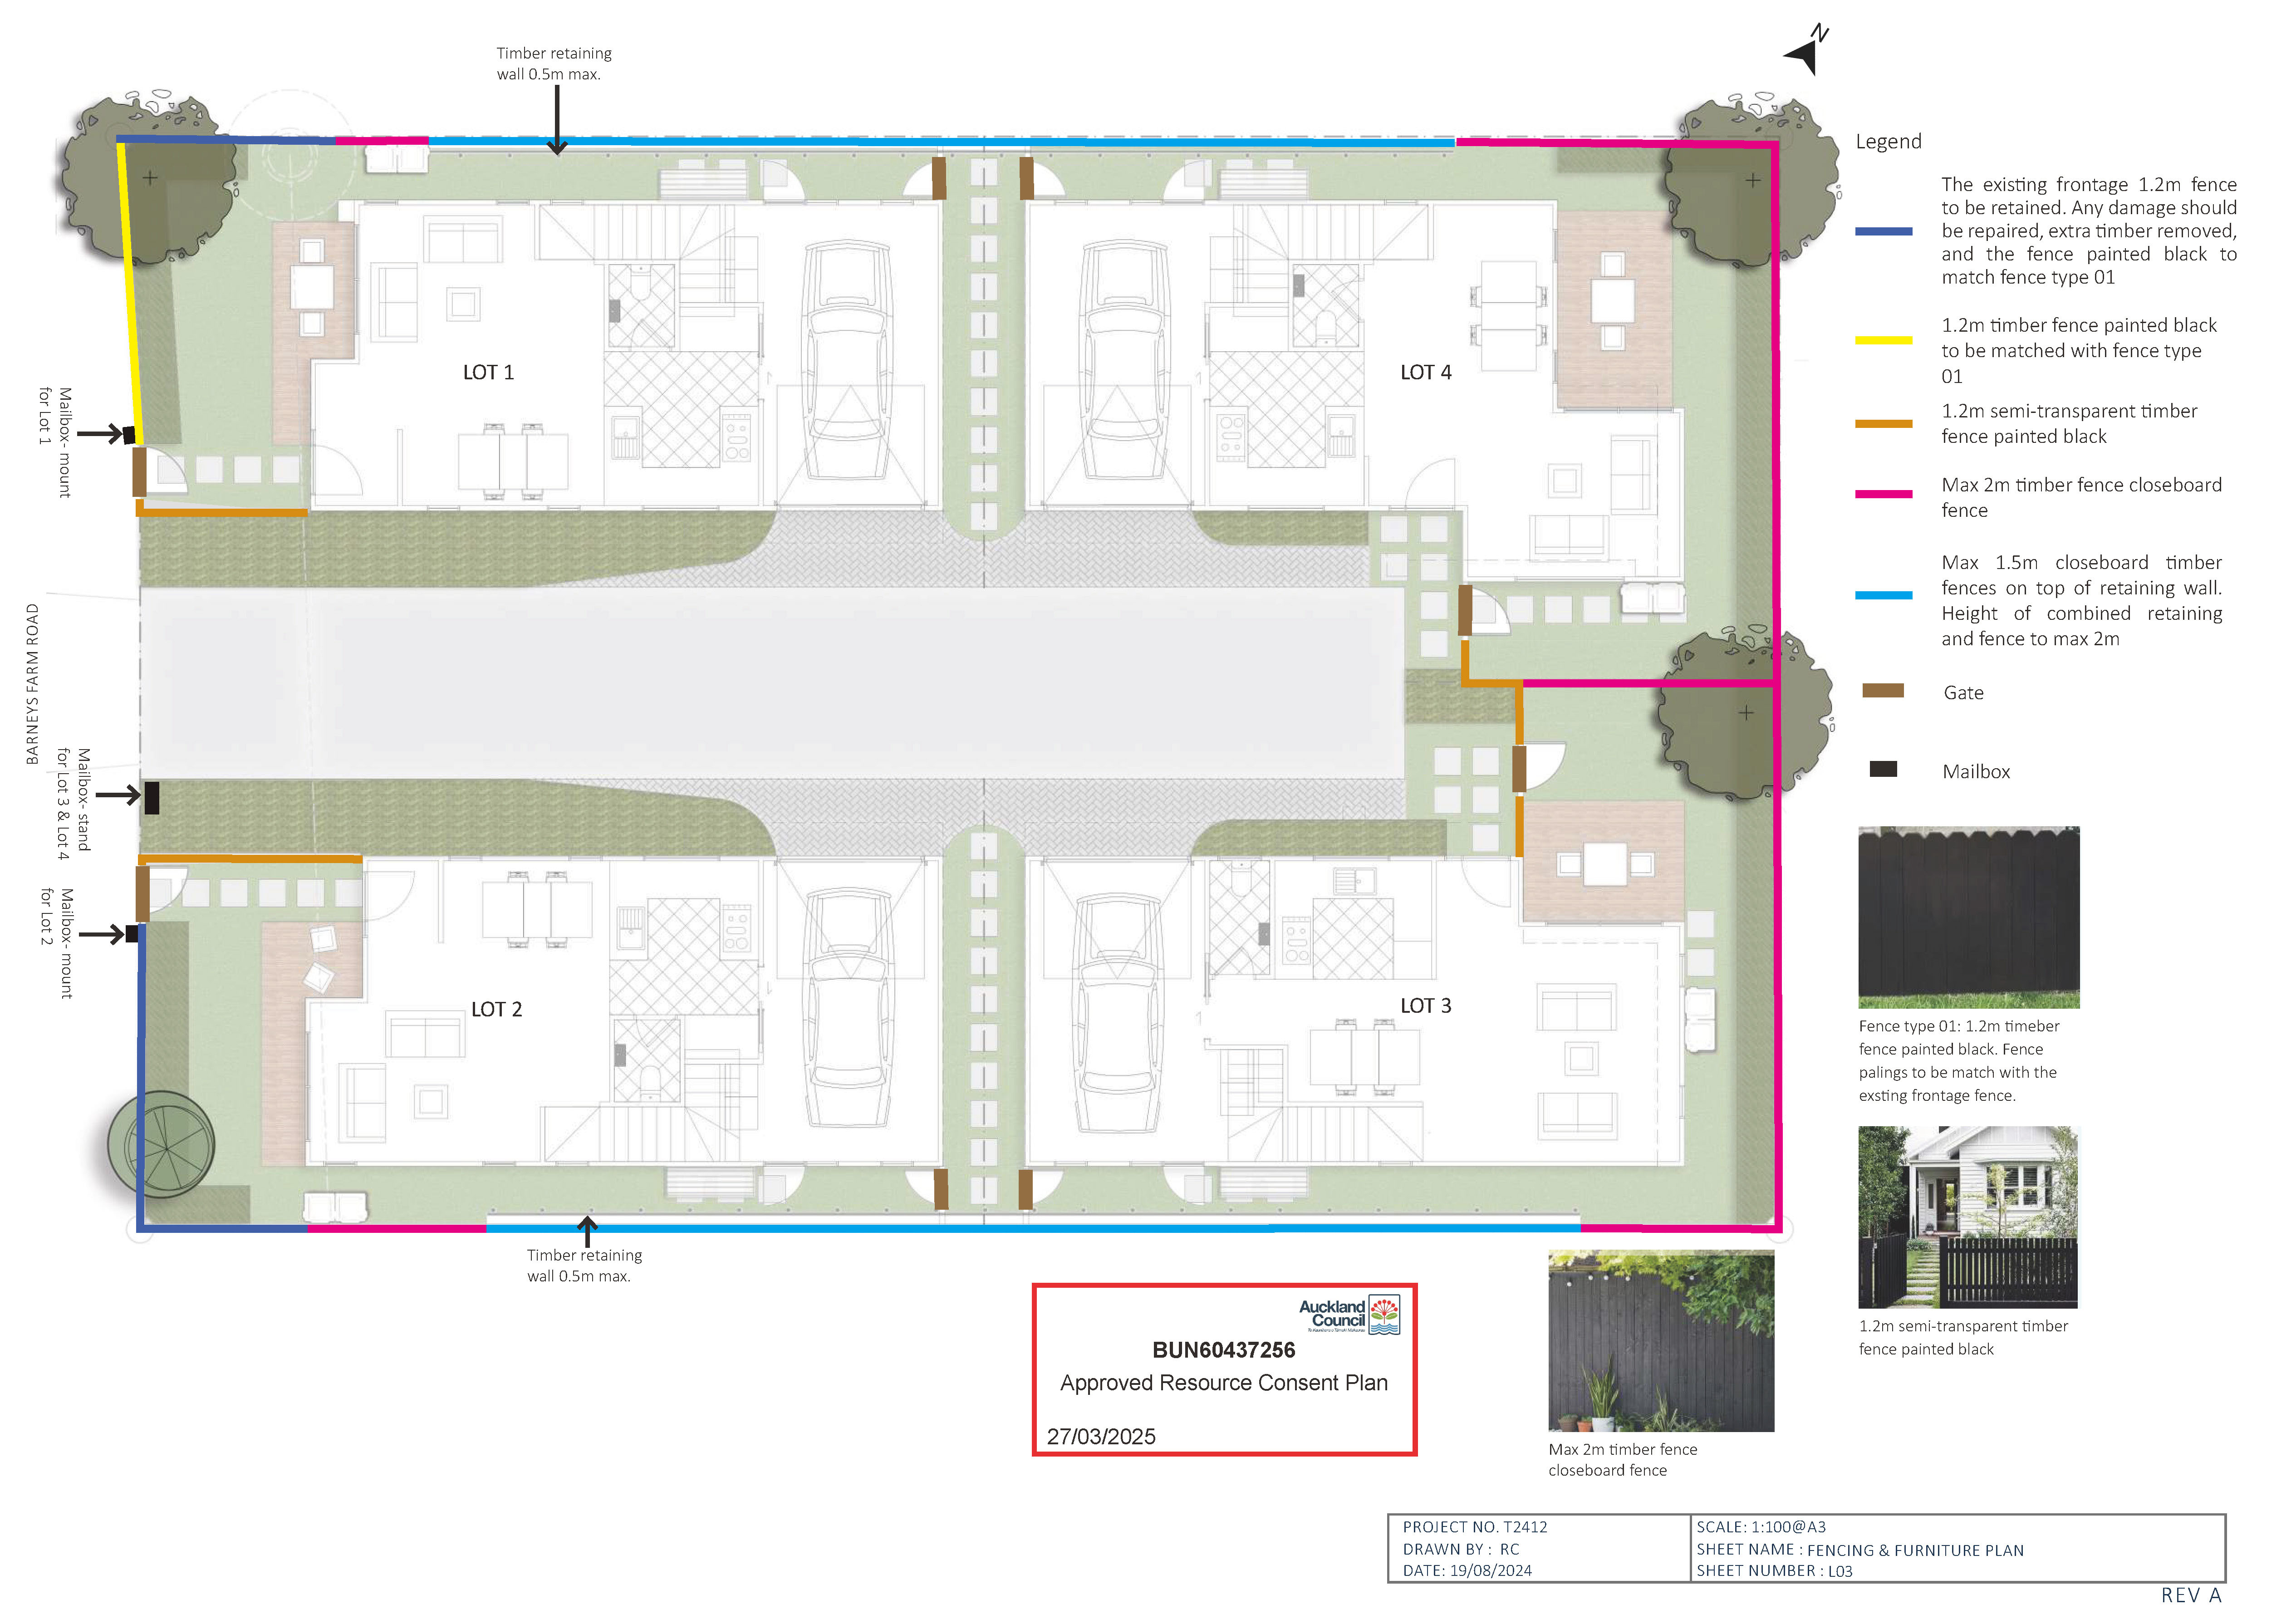 N
Timber retaining
wall 0.5m max.
Legend
The existing frontage 1.2m fence
to be retained. Any damage should
be repaired, extra timber removed,
and the fence painted black to
match fence type 01
1.2m timber fence painted black
to be matched with fence type
01
1.2m semi-transparent timber
fence painted black
Max 2m timber fence closeboard
fence
Max 1.5m closeboard timber
fences on top of retaining wall.
Height of combined retaining
and fence to max 2m
Gate
Mailbox
LOT 1
LOT 4
Mailbox- mount
for Lot 1
BARNEYS FARM ROAD
Mailbox- stand
for Lot 3 & Lot 4
Mailbox- mount
for Lot 2
LOT 2
LOT 3
Fence type 01: 1.2m timeber
fence painted black. Fence
palings to be match with the
exsting frontage fence.
Timber retaining
wall 0.5m max.
1.2m semi-transparent timber
fence painted black
Auckland
Council
BUN60437256
Approved Resource Consent Plan
27/03/2025
Max 2m timber fence
closeboard fence
PROJECT NO. T2412
DRAWN BY : RC
DATE: 19/08/2024
SCALE: 1:100@A3
SHEET NAME : FENCING & FURNITURE PLAN
SHEET NUMBER : L03
REV A